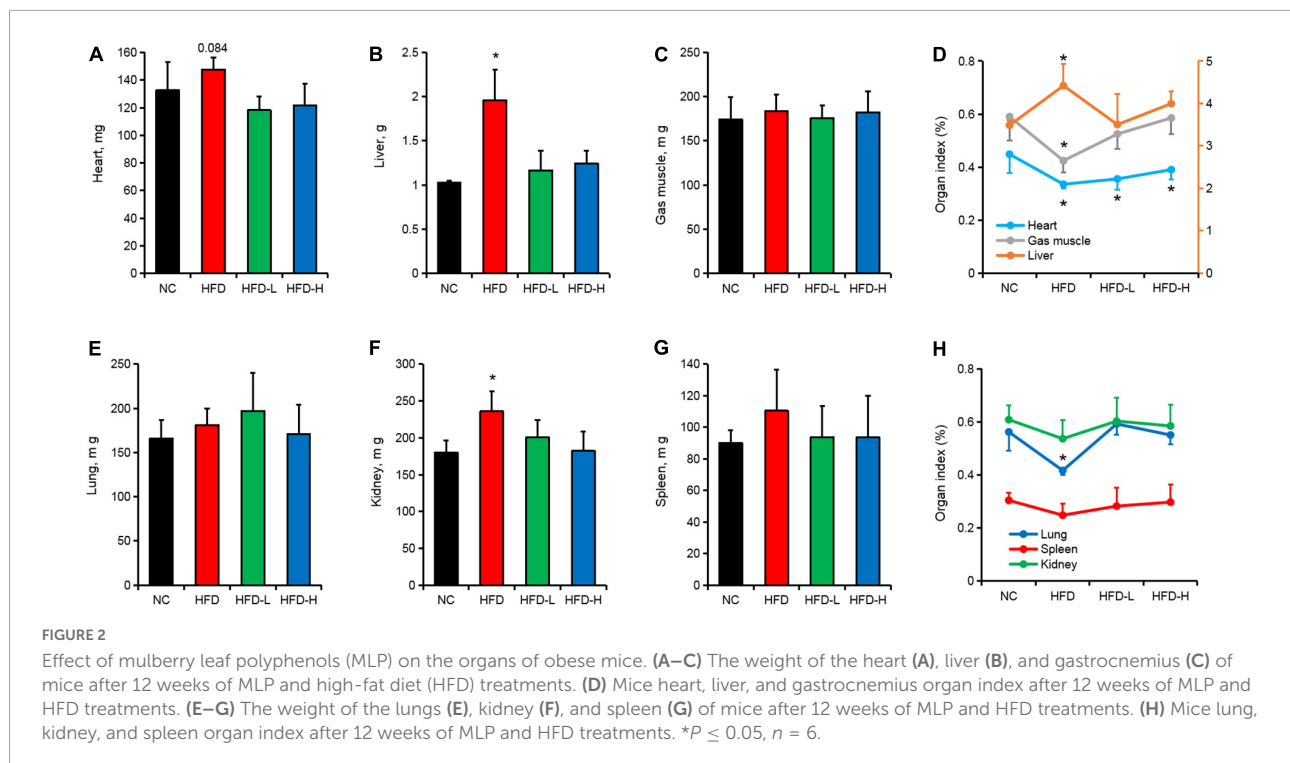 A
0.084
160
140
120
100
80
60
40
20
0
Heart, mg
NC HFD HFD-L HFD-H
B
*
2.5
2
1.5
1
0.5
0
Liver, g
NC HFD HFD-L HFD-H
C
250
200
150
100
50
0
Gas muscle, m g
NC HFD HFD-L HFD-H
D
0.8
0.6
0.4
0.2
0
Organ index (%)
5
4
3
2
1
0
*
*
* * *
Heart
Gas muscle
Liver
NC HFD HFD-L HFD-H
E
250
200
150
100
50
0
Lung, m g
NC HFD HFD-L HFD-H
F
*
300
250
200
150
100
50
0
Kidney, m g
NC HFD HFD-L HFD-H
G
140
120
100
80
60
40
20
0
Spleen, m g
NC HFD HFD-L HFD-H
H
0.8
0.6
0.4
0.2
0
Organ index (%)
*
Lung
Spleen
Kidney
NC HFD HFD-L HFD-H
FIGURE 2
Effect of mulberry leaf polyphenols (MLP) on the organs of obese mice. (A–C) The weight of the heart (A), liver (B), and gastrocnemius (C) of
mice after 12 weeks of MLP and high-fat diet (HFD) treatments. (D) Mice heart, liver, and gastrocnemius organ index after 12 weeks of MLP and
HFD treatments. (E–G) The weight of the lungs (E), kidney (F), and spleen (G) of mice after 12 weeks of MLP and HFD treatments. (H) Mice lung,
kidney, and spleen organ index after 12 weeks of MLP and HFD treatments. *P ≤ 0.05, n = 6.